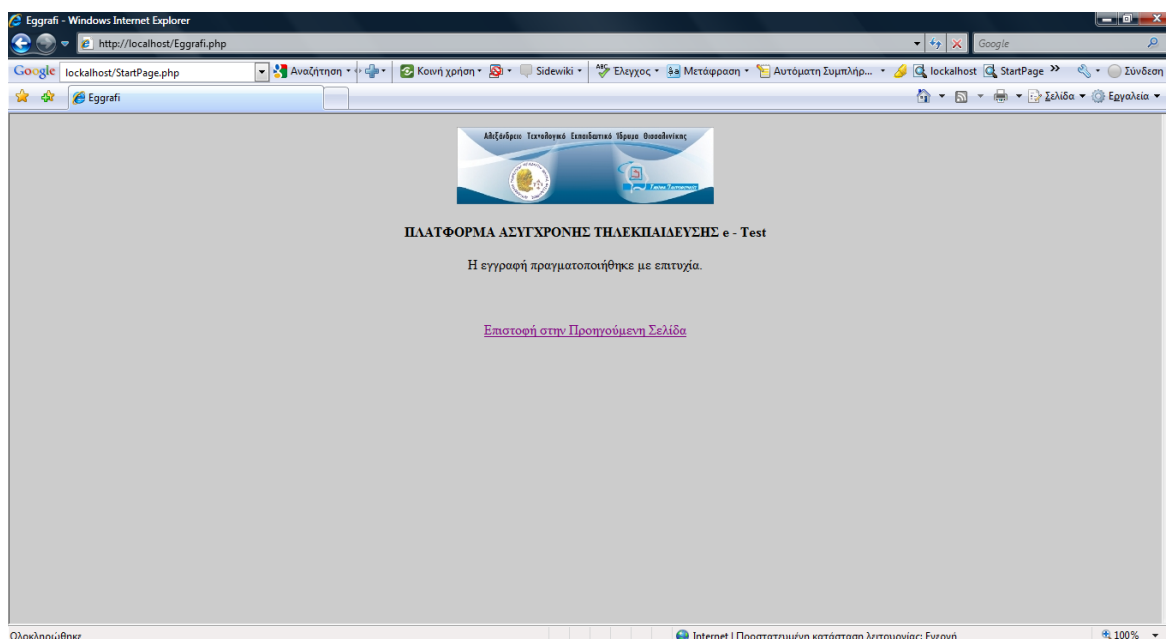 Eggrafi - Windows Internet Explorer
http://localhost/Eggrafi.php
Google
Google lockalhost/StartPage.php Αναζήτηση Κοινή χρήση Sidewiki Έλεγχος Μετάφραση Αυτόματη Συμπλήρ... lockalhost StartPage >> Σύνδεση
Eggrafi Σελίδα Εργαλεία
Αλεξάνδρειο Τεχνολογικό Εκπαιδευτικό Ίδρυμα Θεσσαλονίκης
ΠΛΑΤΦΟΡΜΑ ΑΣΥΓΧΡΟΝΗΣ ΤΗΛΕΚΠΑΙΔΕΥΣΗΣ e - Test
Η εγγραφή πραγματοποιήθηκε με επιτυχία.
Επιστοφή στην Προηγούμενη Σελίδα
Ολοκληρώθηκε Internet | Προστατευμένη κατάσταση λειτουργίας: Ενεργή 100%